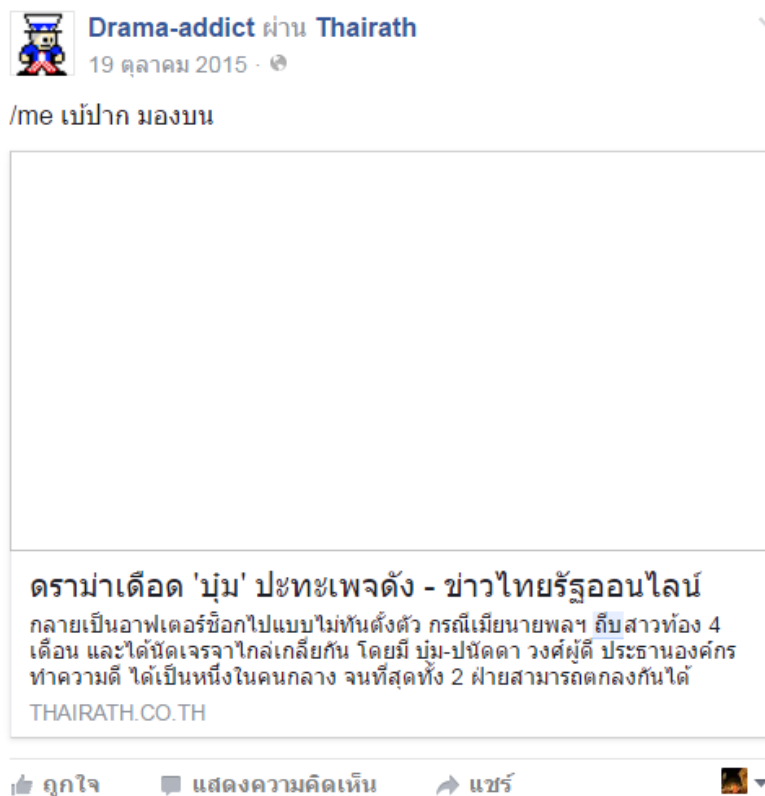 Drama-addict ผ่าน Thairath
19 ตุลาคม 2015 ·
/me เบ้ปาก มองบน
ดราม่าเดือด 'บุ๋ม' ปะทะเพจดัง - ข่าวไทยรัฐออนไลน์
กลายเป็นอาฟเตอร์ช็อกไปแบบไม่ทันตั้งตัว กรณีเมียนายพลฯ ถีบสาวท้อง 4
เดือน และได้นัดเจรจาไกล่เกลี่ยกัน โดยมี บุ๋ม-ปนัดดา วงศ์ผู้ดี ประธานองค์กร
ทำความดี ได้เป็นหนึ่งในคนกลาง จนที่สุดทั้ง 2 ฝ่ายสามารถตกลงกันได้
THAIRATH.CO.TH
ถูกใจ แสดงความคิดเห็น แชร์